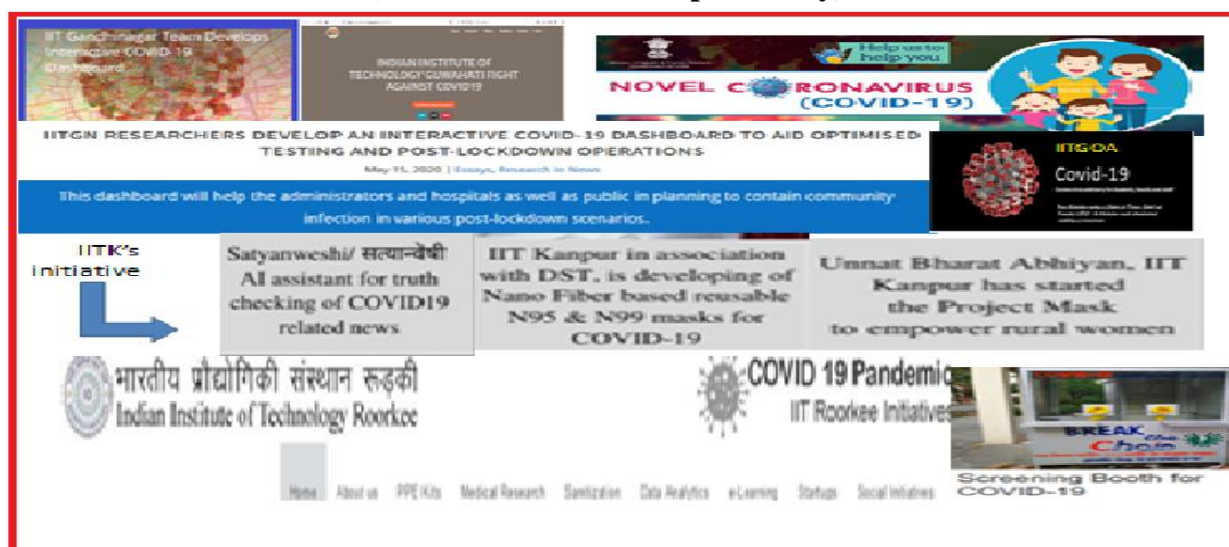 IIT Gandhinagar Team Develops
Interactive COVID-19
Dashboard
INDIAN INSTITUTE OF
TECHNOLOGY GUWAHATI FIGHT
AGAINST COVID19
Help us to
help you
NOVEL CORONAVIRUS
(COVID-19)
IITGN RESEARCHERS DEVELOP AN INTERACTIVE COVID-19 DASHBOARD TO AID OPTIMISED
TESTING AND POST-LOCKDOWN OPERATIONS
May 15, 2020 | Essays, Research in News
This dashboard will help the administrators and hospitals as well as public in planning to contain community
infection in various post-lockdown scenarios.
IITGOA
Covid-19
IITK's
initiative
Satyanweshi/ सत्यान्वेषी
AI assistant for truth
checking of COVID19
related news
IIT Kanpur in association
with DST, is developing of
Nano Fiber based reusable
N95 & N99 masks for
COVID-19
Unnat Bharat Abhiyan, IIT
Kanpur has started
the Project Mask
to empower rural women
भारतीय प्रौद्योगिकी संस्थान रूड़की
Indian Institute of Technology Roorkee
COVID 19 Pandemic
IIT Roorkee Initiatives
BREAK the
Chain
Screening Booth for
COVID-19
Home About us PPE Kits Medical Research Sanitization Data Analytics e-Learning Startups Social Initiatives